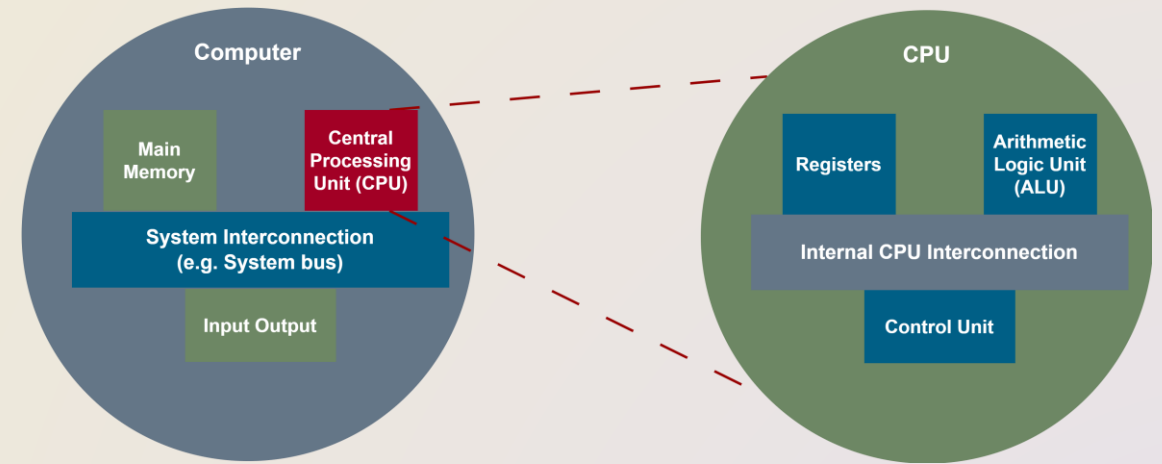 Computer
Main
Memory
Central
Processing
Unit (CPU)
System Interconnection
(e.g. System bus)
Input Output
CPU
Registers
Arithmetic
Logic Unit
(ALU)
Internal CPU Interconnection
Control Unit